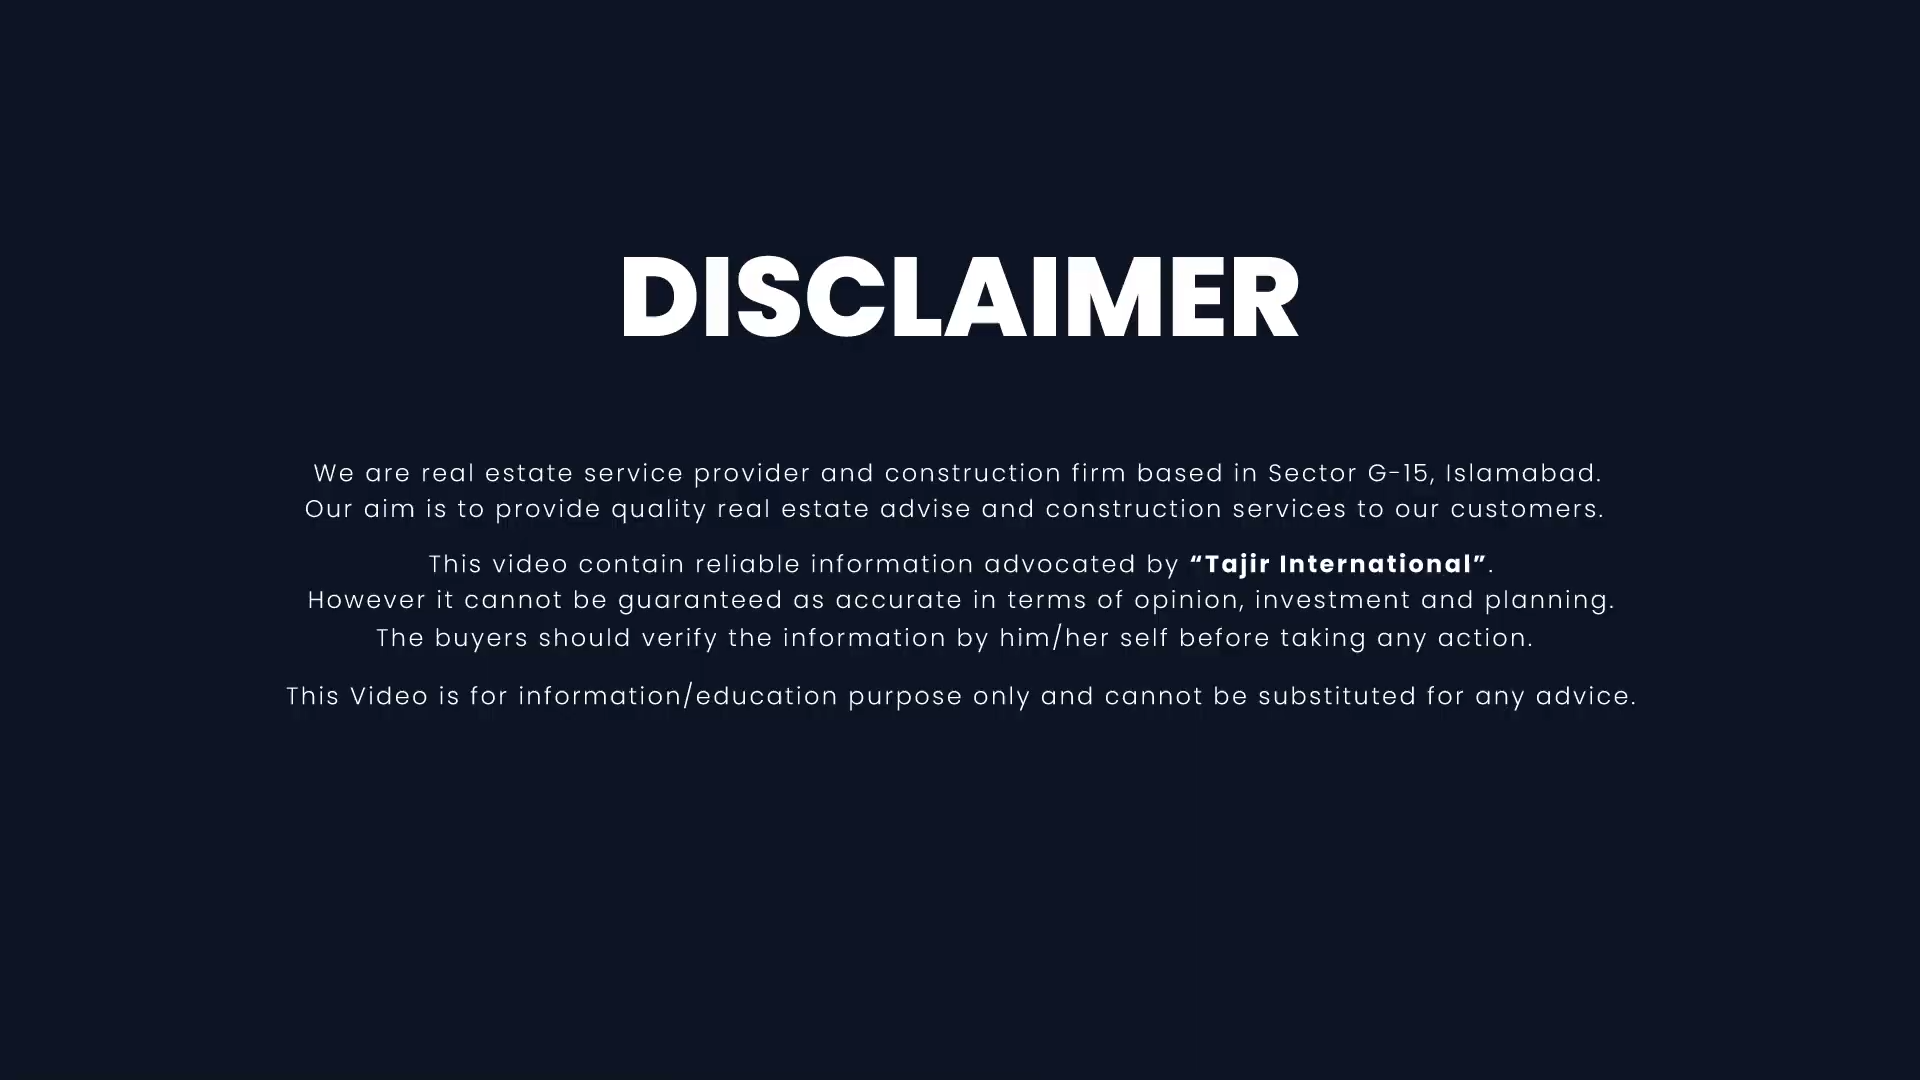 DISCLAIMER
We are real estate service provider and construction firm based in Sector G-15, Islamabad.
Our aim is to provide quality real estate advise and construction services to our customers.
This video contain reliable information advocated by “Tajir International”.
However it cannot be guaranteed as accurate in terms of opinion, investment and planning.
The buyers should verify the information by him/her self before taking any action.
This Video is for information/education purpose only and cannot be substituted for any advice.